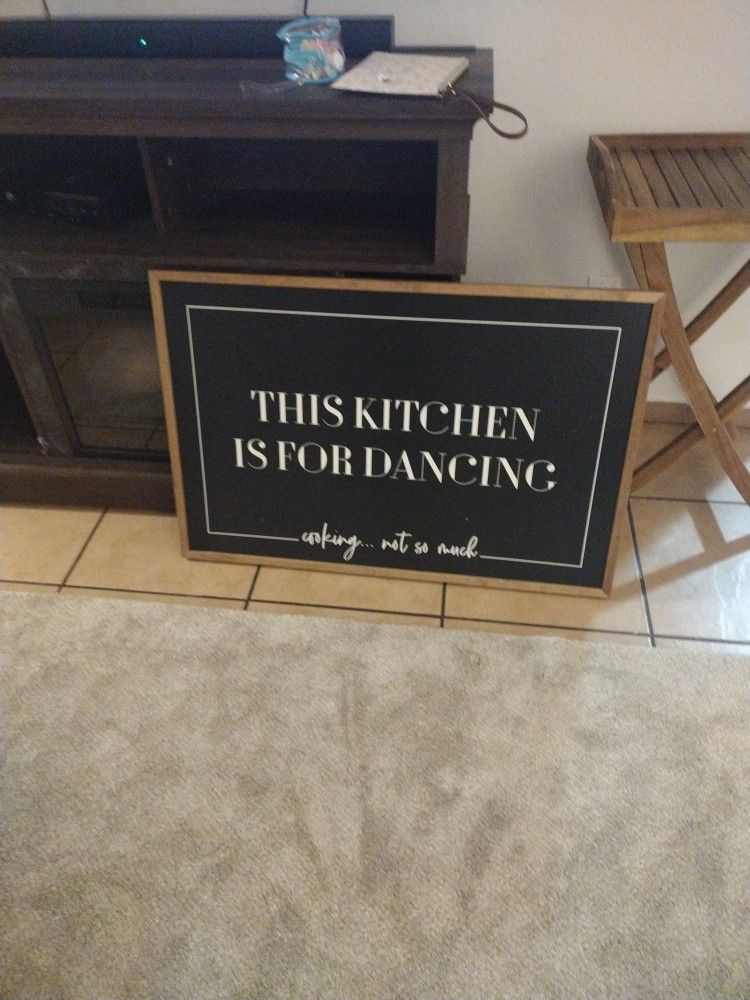 THIS KITCHEN
IS FOR DANCING
cooking... not so much